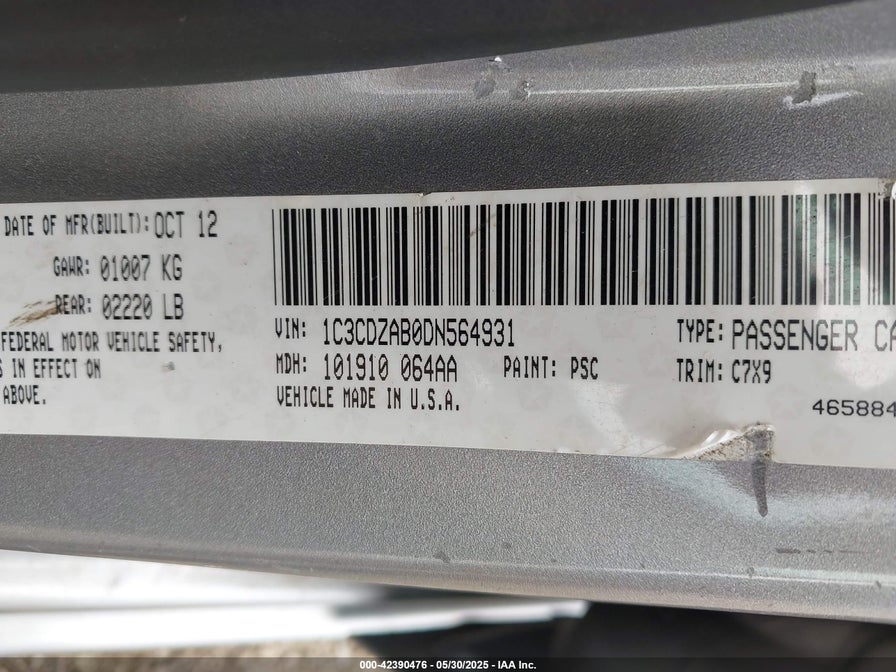 DATE OF MFR(BUILT): OCT 12
GAWR: 01007 KG
REAR: 02220 LB
FEDERAL MOTOR VEHICLE SAFETY,
S IN EFFECT ON
ABOVE.
VIN: 1C3CDZAB0DN564931
TYPE: PASSENGER CA
MDH: 101910 064AA
PAINT: PSC
TRIM: C7X9
VEHICLE MADE IN U.S.A.
465884
000-42390476 - 05/30/2025 - IAA Inc.